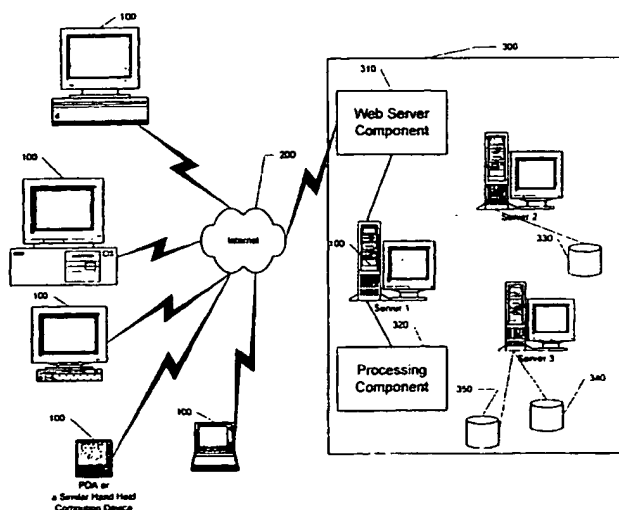 100
300
310
Web Server
Component
100
200
Internet
Server 2
330
100
Server 1
320
Server 3
Processing
Component
350
340
100
100
PDA or
a Similar Hand Held
Computing Device